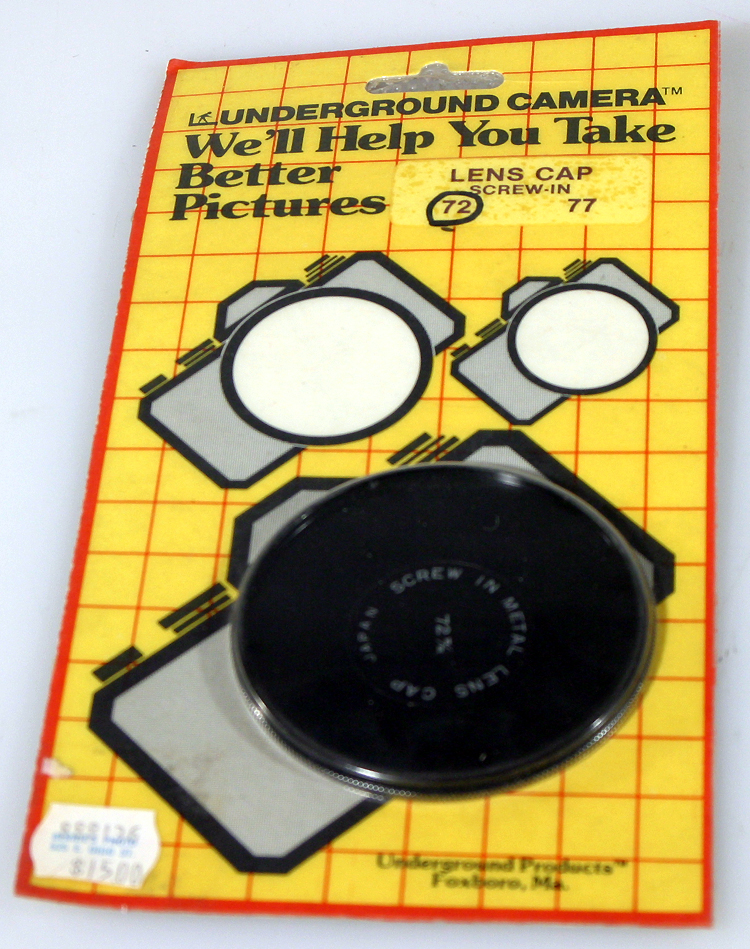 UNDERGROUND CAMERA™
We'll Help You Take
Better
Pictures
LENS CAP
SCREW-IN
72 77
SCREW IN METAL LENS CAP JAPAN
72%
Underground Products™
Foxboro, Ma.
$15.00